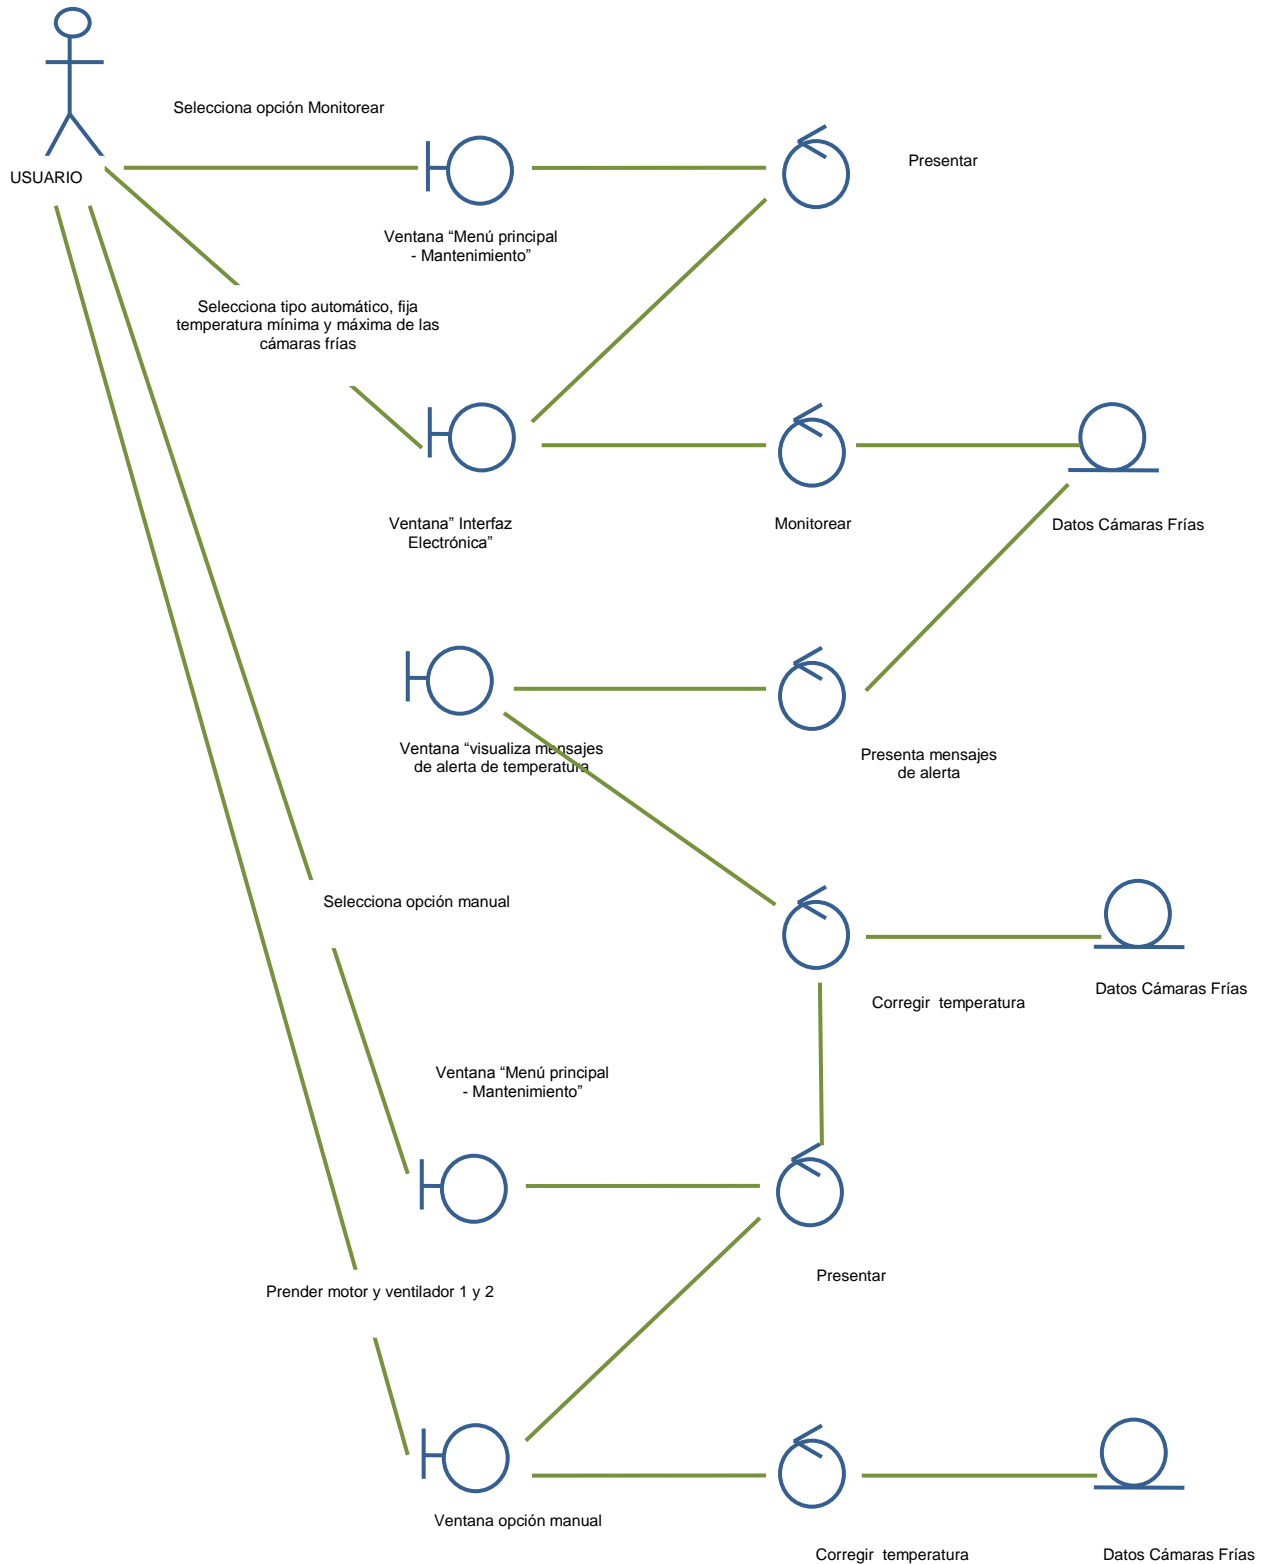 Selecciona opción Monitorear
Presentar
USUARIO
Ventana “Menú principal
- Mantenimiento”
Selecciona tipo automático, fija
temperatura mínima y máxima de las
cámaras frías
Ventana” Interfaz
Electrónica”
Monitorear
Datos Cámaras Frías
Ventana “visualiza mensajes
de alerta de temperatura
Presenta mensajes
de alerta
Selecciona opción manual
Corregir temperatura
Datos Cámaras Frías
Ventana “Menú principal
- Mantenimiento”
Presentar
Prender motor y ventilador 1 y 2
Ventana opción manual
Corregir temperatura
Datos Cámaras Frías